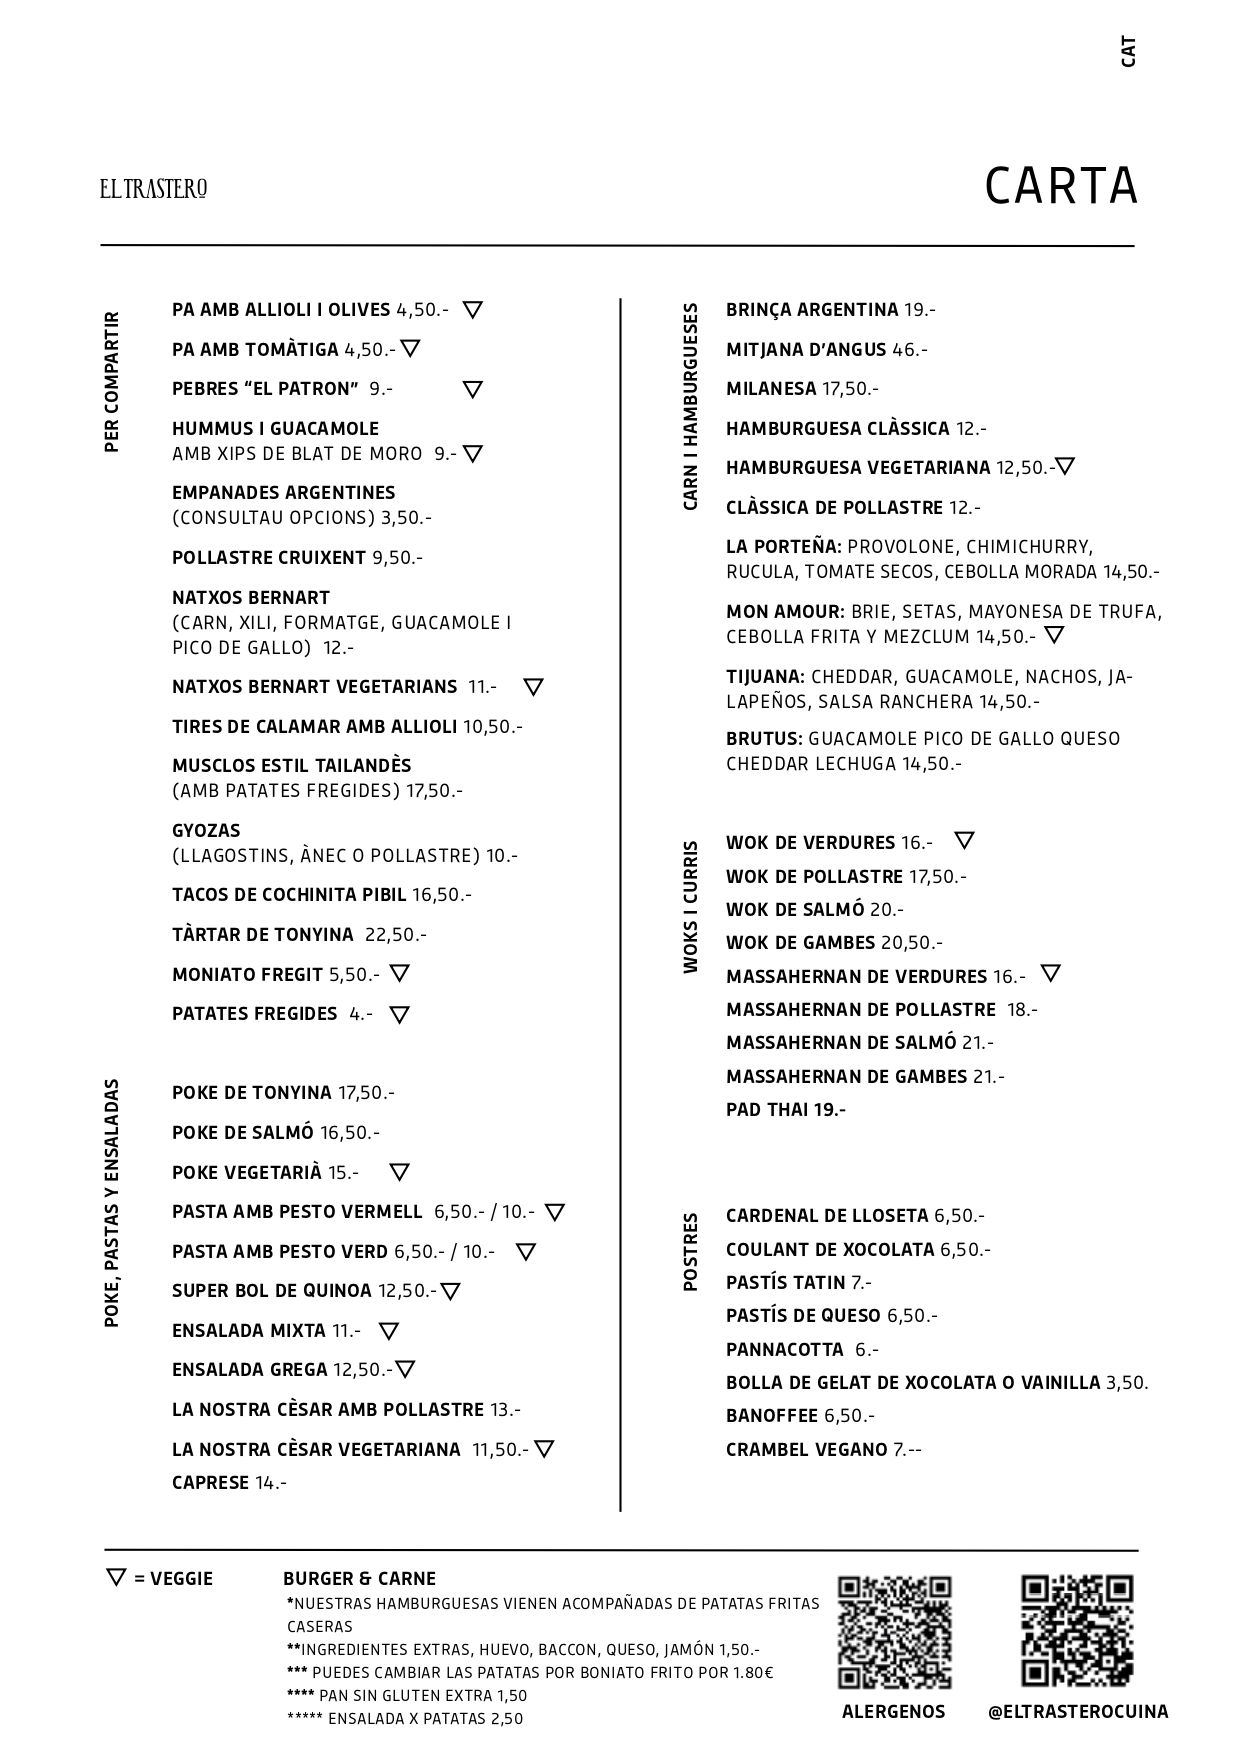 CAT
EL TRASTERO
CARTA
PER COMPARTIR
PA AMB ALLIOLI I OLIVES 4,50.- ▽
PA AMB TOMÀTIGA 4,50.- ▽
PEBRES “EL PATRON” 9.- ▽
HUMMUS I GUACAMOLE
AMB XIPS DE BLAT DE MORO 9.- ▽
EMPANADES ARGENTINES
(CONSULTAU OPCIONS) 3,50.-
POLLASTRE CRUIXENT 9,50.-
NATXOS BERNART
(CARN, XILI, FORMATGE, GUACAMOLE I
PICO DE GALLO) 12.-
NATXOS BERNART VEGETARIANS 11.- ▽
TIRES DE CALAMAR AMB ALLIOLI 10,50.-
MUSCLOS ESTIL TAILANDÈS
(AMB PATATES FREGIDES) 17,50.-
GYOZAS
(LLAGOSTINS, ÀNEC O POLLASTRE) 10.-
TACOS DE COCHINITA PIBIL 16,50.-
TÀRTAR DE TONYINA 22,50.-
MONIATO FREGIT 5,50.- ▽
PATATES FREGIDES 4.- ▽
POKE, PASTAS Y ENSALADAS
POKE DE TONYINA 17,50.-
POKE DE SALMÓ 16,50.-
POKE VEGETARIÀ 15.- ▽
PASTA AMB PESTO VERMELL 6,50.- / 10.- ▽
PASTA AMB PESTO VERD 6,50.- / 10.- ▽
SUPER BOL DE QUINOA 12,50.- ▽
ENSALADA MIXTA 11.- ▽
ENSALADA GREGA 12,50.- ▽
LA NOSTRA CÈSAR AMB POLLASTRE 13.-
LA NOSTRA CÈSAR VEGETARIANA 11,50.- ▽
CAPRESE 14.-
CARN I HAMBURGUESES
BRINÇA ARGENTINA 19.-
MITJANA D’ANGUS 46.-
MILANESA 17,50.-
HAMBURGUESA CLÀSSICA 12.-
HAMBURGUESA VEGETARIANA 12,50.- ▽
CLÀSSICA DE POLLASTRE 12.-
LA PORTEÑA: PROVOLONE, CHIMICHURRY,
RUCULA, TOMATE SECOS, CEBOLLA MORADA 14,50.-
MON AMOUR: BRIE, SETAS, MAYONESA DE TRUFA,
CEBOLLA FRITA Y MEZCLUM 14,50.- ▽
TIJUANA: CHEDDAR, GUACAMOLE, NACHOS, JA-
LAPEÑOS, SALSA RANCHERA 14,50.-
BRUTUS: GUACAMOLE PICO DE GALLO QUESO
CHEDDAR LECHUGA 14,50.-
WOKS I CURRIS
WOK DE VERDURES 16.- ▽
WOK DE POLLASTRE 17,50.-
WOK DE SALMÓ 20.-
WOK DE GAMBES 20,50.-
MASSAHERNAN DE VERDURES 16.- ▽
MASSAHERNAN DE POLLASTRE 18.-
MASSAHERNAN DE SALMÓ 21.-
MASSAHERNAN DE GAMBES 21.-
PAD THAI 19.-
POSTRES
CARDENAL DE LLOSETA 6,50.-
COULANT DE XOCOLATA 6,50.-
PASTÍS TATIN 7.-
PASTÍS DE QUESO 6,50.-
PANNACOTTA 6.-
BOLLA DE GELAT DE XOCOLATA O VAINILLA 3,50.
BANOFFEE 6,50.-
CRAMBEL VEGANO 7.--
▽ = VEGGIE
BURGER & CARNE
*NUESTRAS HAMBURGUESAS VIENEN ACOMPAÑADAS DE PATATAS FRITAS
CASERAS
**INGREDIENTES EXTRAS, HUEVO, BACCON, QUESO, JAMÓN 1,50.-
*** PUEDES CAMBIAR LAS PATATAS POR BONIATO FRITO POR 1.80€
**** PAN SIN GLUTEN EXTRA 1,50
***** ENSALADA X PATATAS 2,50
ALERGENOS
@ELTRASTEROCUINA